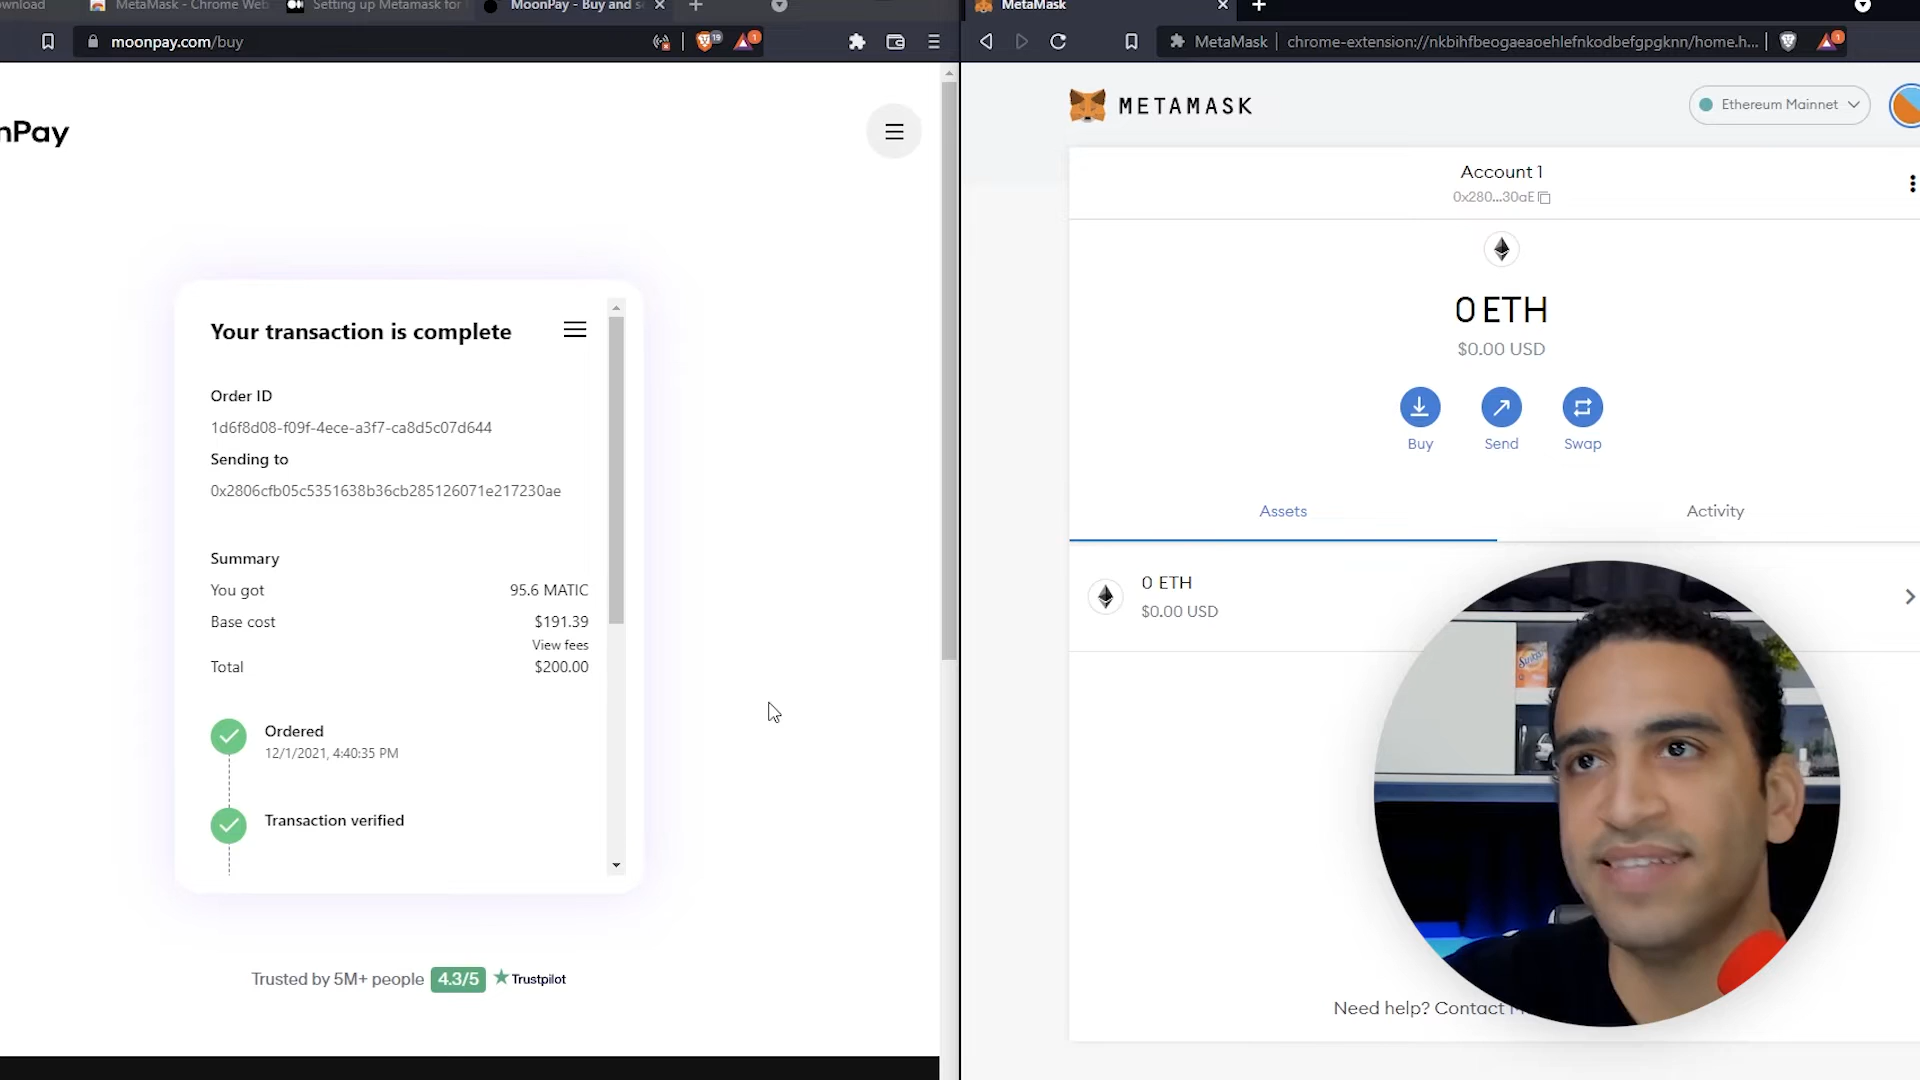 ownload
MetaMask - Chrome Web
Setting up Metamask for
MoonPay - Buy and s
moonpay.com/buy
19
1
nPay
Your transaction is complete
Order ID
1d6f8d08-f09f-4ece-a3f7-ca8d5c07d644
Sending to
0x2806cfb05c5351638b36cb285126071e217230ae
Summary
You got 95.6 MATIC
Base cost $191.39
View fees
Total $200.00
Ordered
12/1/2021, 4:40:35 PM
Transaction verified
Trusted by 5M+ people 4.3/5 Trustpilot
MetaMask
MetaMask chrome-extension://nkbihfbeogaeaoehlefnkodbefgpgknn/home.h...
1
METAMASK
Ethereum Mainnet
Account 1
0x280...30aE
0 ETH
$0.00 USD
Buy Send Swap
Assets Activity
0 ETH
$0.00 USD
Need help? Contact